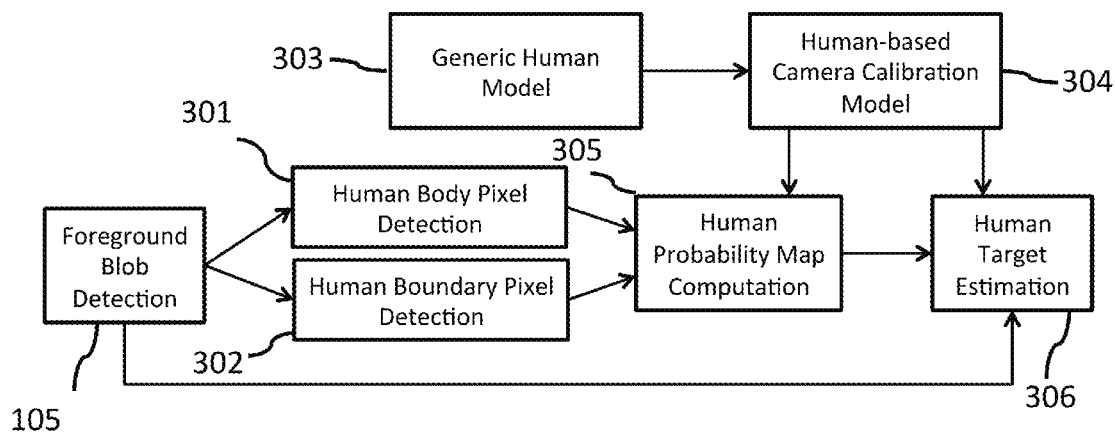 303
Generic Human
Model
Human-based
Camera Calibration
Model
304
301
305
Human Body Pixel
Detection
Foreground
Blob
Detection
Human Boundary Pixel
Detection
302
Human
Probability Map
Computation
Human
Target
Estimation
105
306